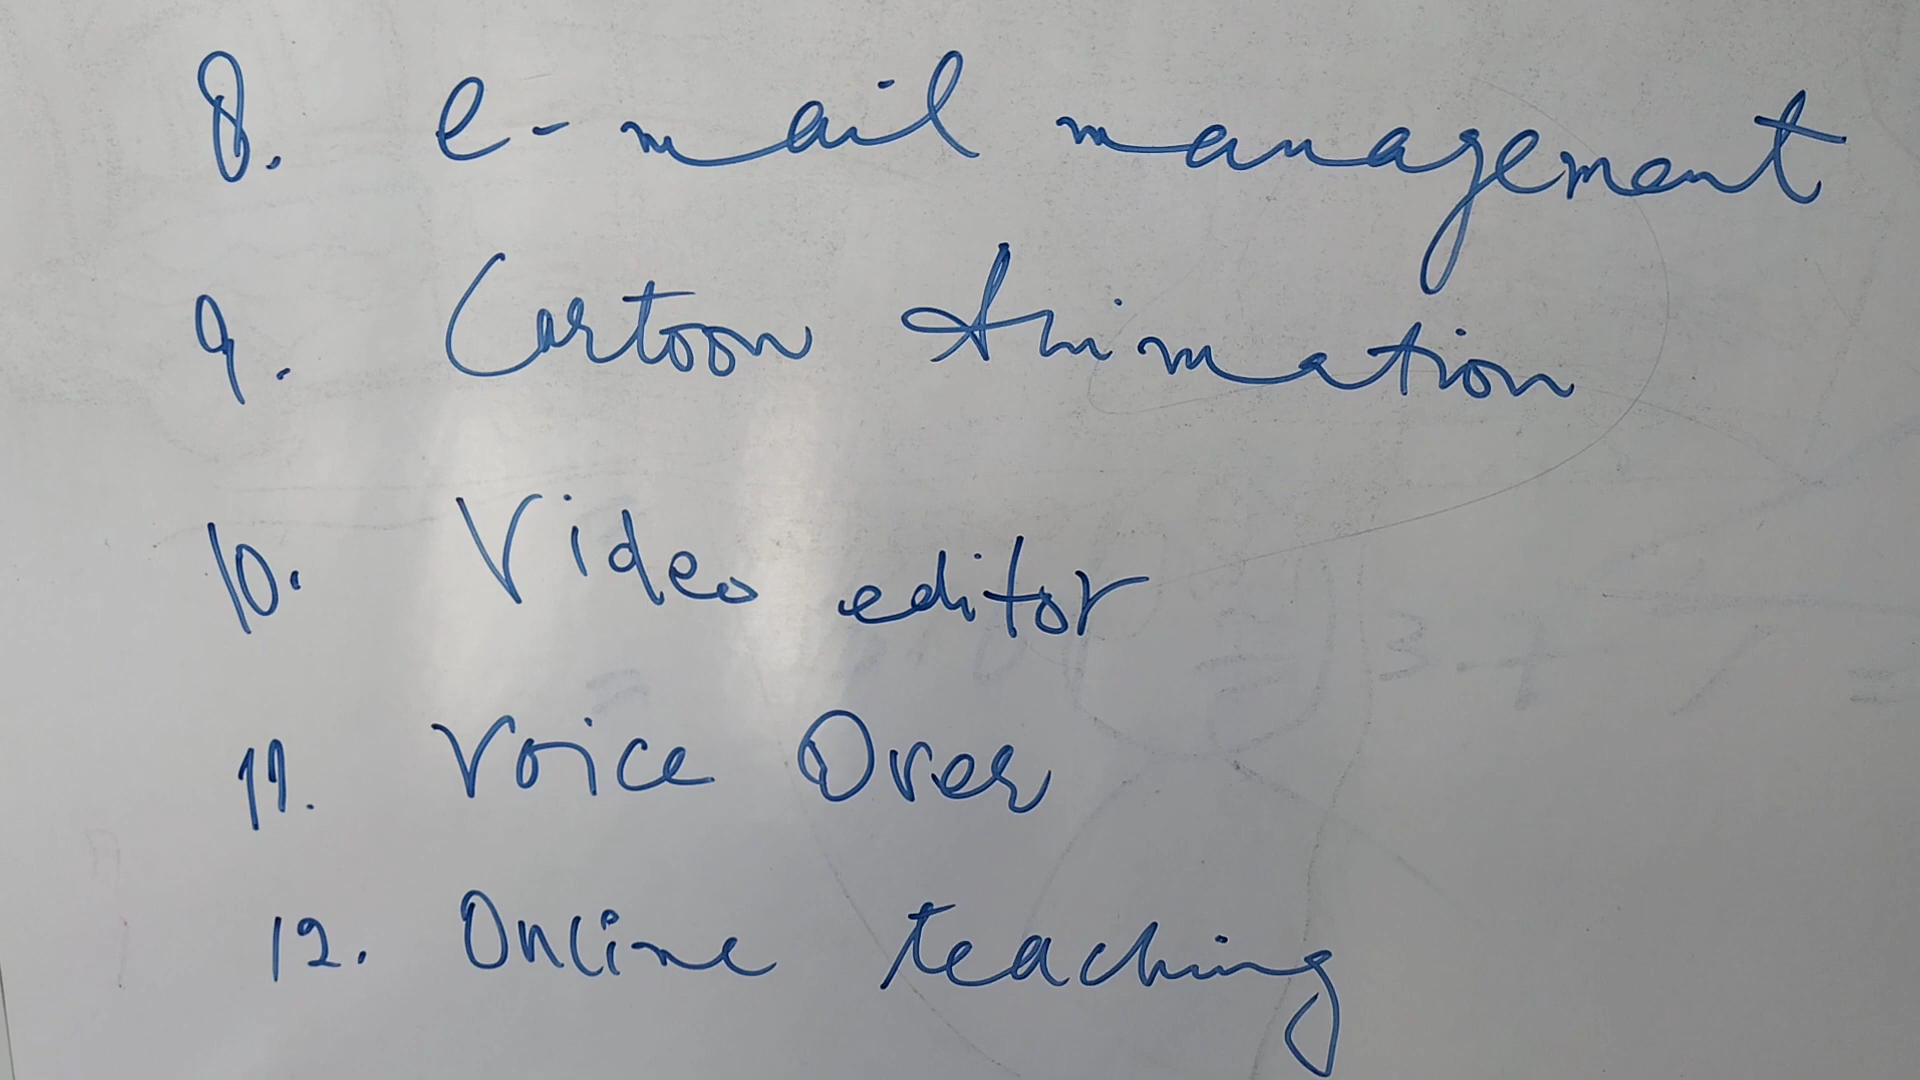 8. e-mail management
9. Cartoon Animation
10. Video editor
11. Voice Over
12. Online teaching